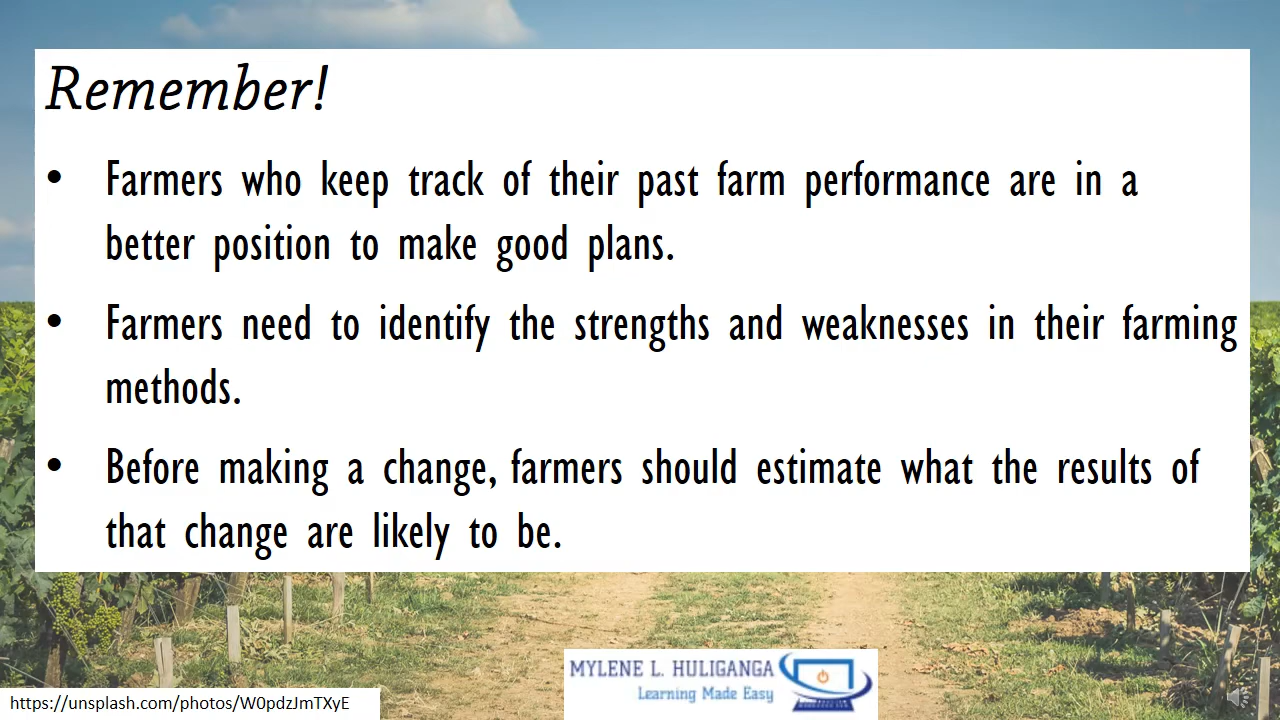 Remember!
• Farmers who keep track of their past farm performance are in a
better position to make good plans.
• Farmers need to identify the strengths and weaknesses in their farming
methods.
• Before making a change, farmers should estimate what the results of
that change are likely to be.
MYLENE L. HULIGANGA
Learning Made Easy
https://unsplash.com/photos/W0pdzJmTXyE